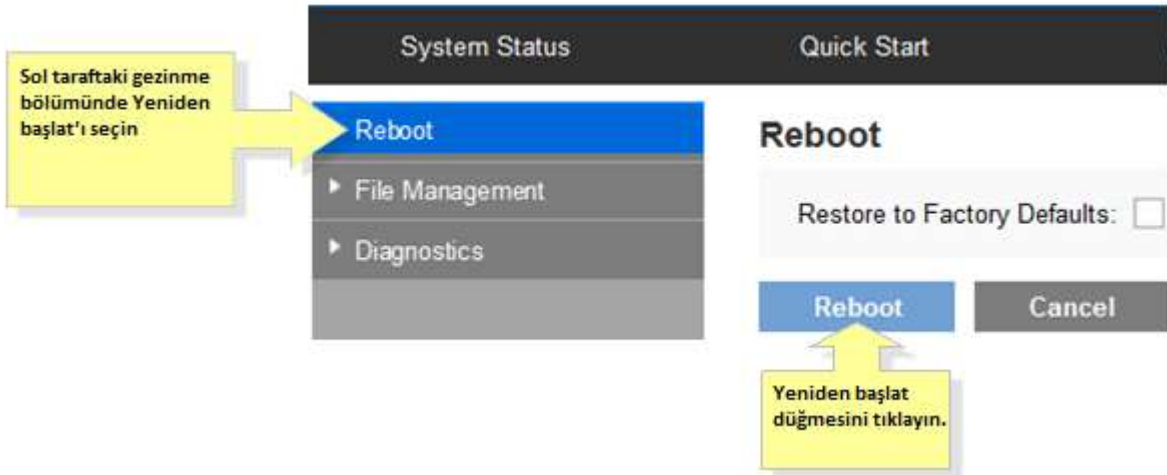 System Status
Quick Start
Sol taraftaki gezinme
bölümünde Yeniden
başlat'ı seçin
Reboot
File Management
Diagnostics
Reboot
Restore to Factory Defaults:
Reboot
Cancel
Yeniden başlat
düğmesini tıklayın.